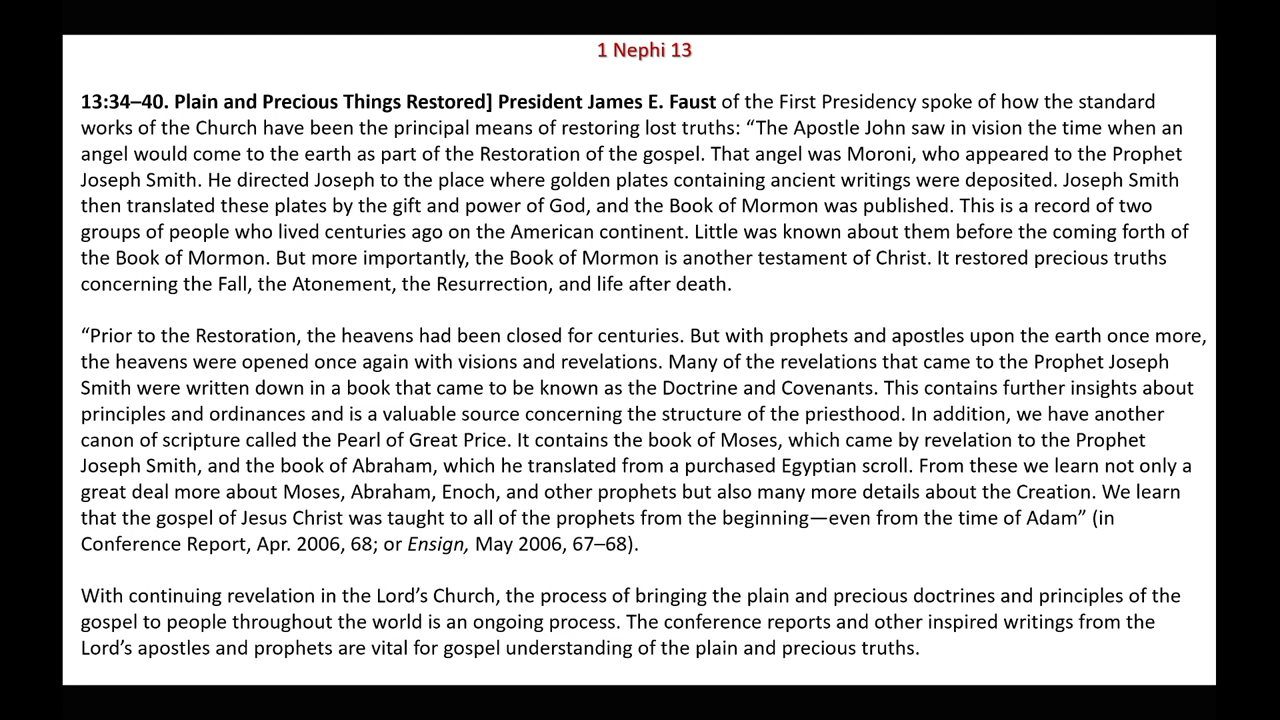 1 Nephi 13
13:34–40. Plain and Precious Things Restored] President James E. Faust of the First Presidency spoke of how the standard
works of the Church have been the principal means of restoring lost truths: “The Apostle John saw in vision the time when an
angel would come to the earth as part of the Restoration of the gospel. That angel was Moroni, who appeared to the Prophet
Joseph Smith. He directed Joseph to the place where golden plates containing ancient writings were deposited. Joseph Smith
then translated these plates by the gift and power of God, and the Book of Mormon was published. This is a record of two
groups of people who lived centuries ago on the American continent. Little was known about them before the coming forth of
the Book of Mormon. But more importantly, the Book of Mormon is another testament of Christ. It restored precious truths
concerning the Fall, the Atonement, the Resurrection, and life after death.
“Prior to the Restoration, the heavens had been closed for centuries. But with prophets and apostles upon the earth once more,
the heavens were opened once again with visions and revelations. Many of the revelations that came to the Prophet Joseph
Smith were written down in a book that came to be known as the Doctrine and Covenants. This contains further insights about
principles and ordinances and is a valuable source concerning the structure of the priesthood. In addition, we have another
canon of scripture called the Pearl of Great Price. It contains the book of Moses, which came by revelation to the Prophet
Joseph Smith, and the book of Abraham, which he translated from a purchased Egyptian scroll. From these we learn not only a
great deal more about Moses, Abraham, Enoch, and other prophets but also many more details about the Creation. We learn
that the gospel of Jesus Christ was taught to all of the prophets from the beginning—even from the time of Adam” (in
Conference Report, Apr. 2006, 68; or Ensign, May 2006, 67–68).
With continuing revelation in the Lord’s Church, the process of bringing the plain and precious doctrines and principles of the
gospel to people throughout the world is an ongoing process. The conference reports and other inspired writings from the
Lord’s apostles and prophets are vital for gospel understanding of the plain and precious truths.